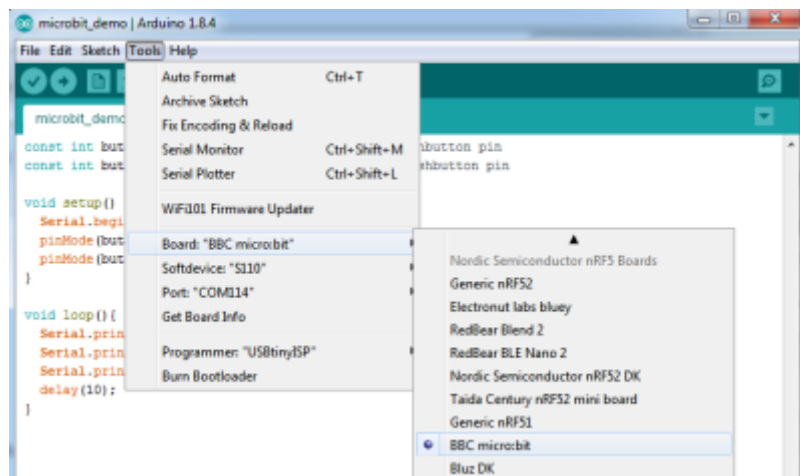 microbit_demo | Arduino 1.8.4
File Edit Sketch Tools Help
microbit_demo
const int but
const int but
void setup()
Serial.begi
pinMode(but
pinMode(but
}
void loop(){
Serial.prin
Serial.prin
Serial.prin
delay(10);
}
Auto Format Ctrl+T
Archive Sketch
Fix Encoding & Reload
Serial Monitor Ctrl+Shift+M
Serial Plotter Ctrl+Shift+L
WiFi101 Firmware Updater
Board: "BBC micro:bit"
Softdevice: "S110"
Port: "COM114"
Get Board Info
Programmer: "USBtinyISP"
Burn Bootloader
hbutton pin
shbutton pin
Nordic Semiconductor nRF5 Boards
Generic nRF52
Electronut labs bluey
RedBear Blend 2
RedBear BLE Nano 2
Nordic Semiconductor nRF52 DK
Taida Century nRF52 mini board
Generic nRF51
BBC micro:bit
Bluz DK